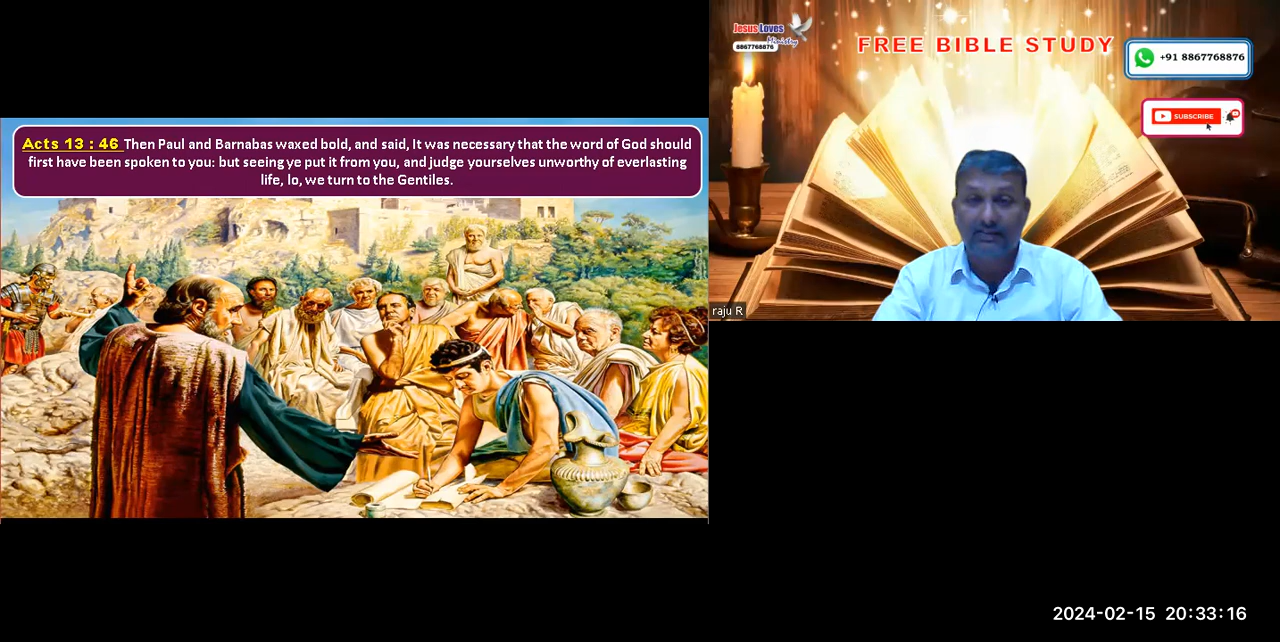 Acts 13 : 46 Then Paul and Barnabas waxed bold, and said, It was necessary that the word of God should
first have been spoken to you: but seeing ye put it from you, and judge yourselves unworthy of everlasting
life, lo, we turn to the Gentiles.
Jesus Loves
Ministry
8867768876
FREE BIBLE STUDY
+91 8867768876
SUBSCRIBE
raju R
2024-02-15 20:33:16